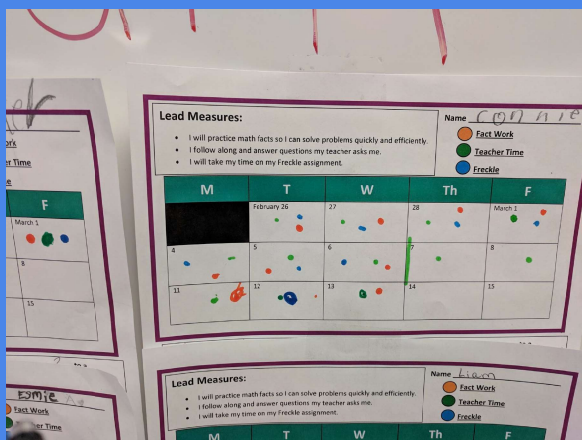 Lead Measures:
I will practice math facts so I can solve problems quickly and efficiently.
I follow along and answer questions my teacher asks me.
I will take my time on my Freckle assignment.
Name Connie
Fact Work
Teacher Time
Freckle
M T W Th F
February 26 27 28 March 1
4 5 6 7 8
11 12 13 14 15
Time
F
March 1
8
15
Esmie
Fact Work
Time
Lead Measures:
I will practice math facts so I can solve problems quickly and efficiently.
I follow along and answer questions my teacher asks me.
I will take my time on my Freckle assignment.
Name Liam
Fact Work
Teacher Time
Freckle
M T W Th F